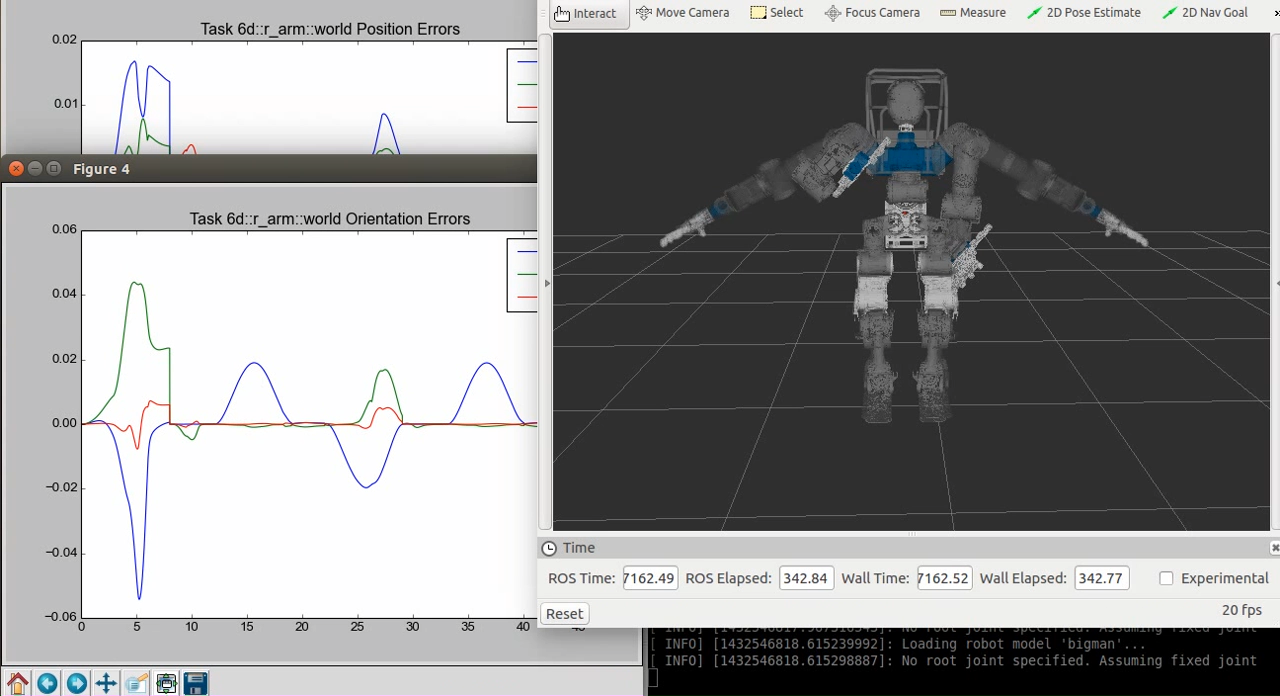 Task 6d::r_arm::world Position Errors
0.02
0.01
Figure 4
Task 6d::r_arm::world Orientation Errors
0.06
0.04
0.02
0.00
−0.02
−0.04
−0.06
0 5 10 15 20 25 30 35 40
Interact Move Camera Select Focus Camera Measure 2D Pose Estimate 2D Nav Goal
Time
ROS Time: 7162.49 ROS Elapsed: 342.84 Wall Time: 7162.52 Wall Elapsed: 342.77 Experimental
Reset 20 fps
[ INFO] [1432546818.615239992]: Loading robot model 'bigman'...
[ INFO] [1432546818.615298887]: No root joint specified. Assuming fixed joint